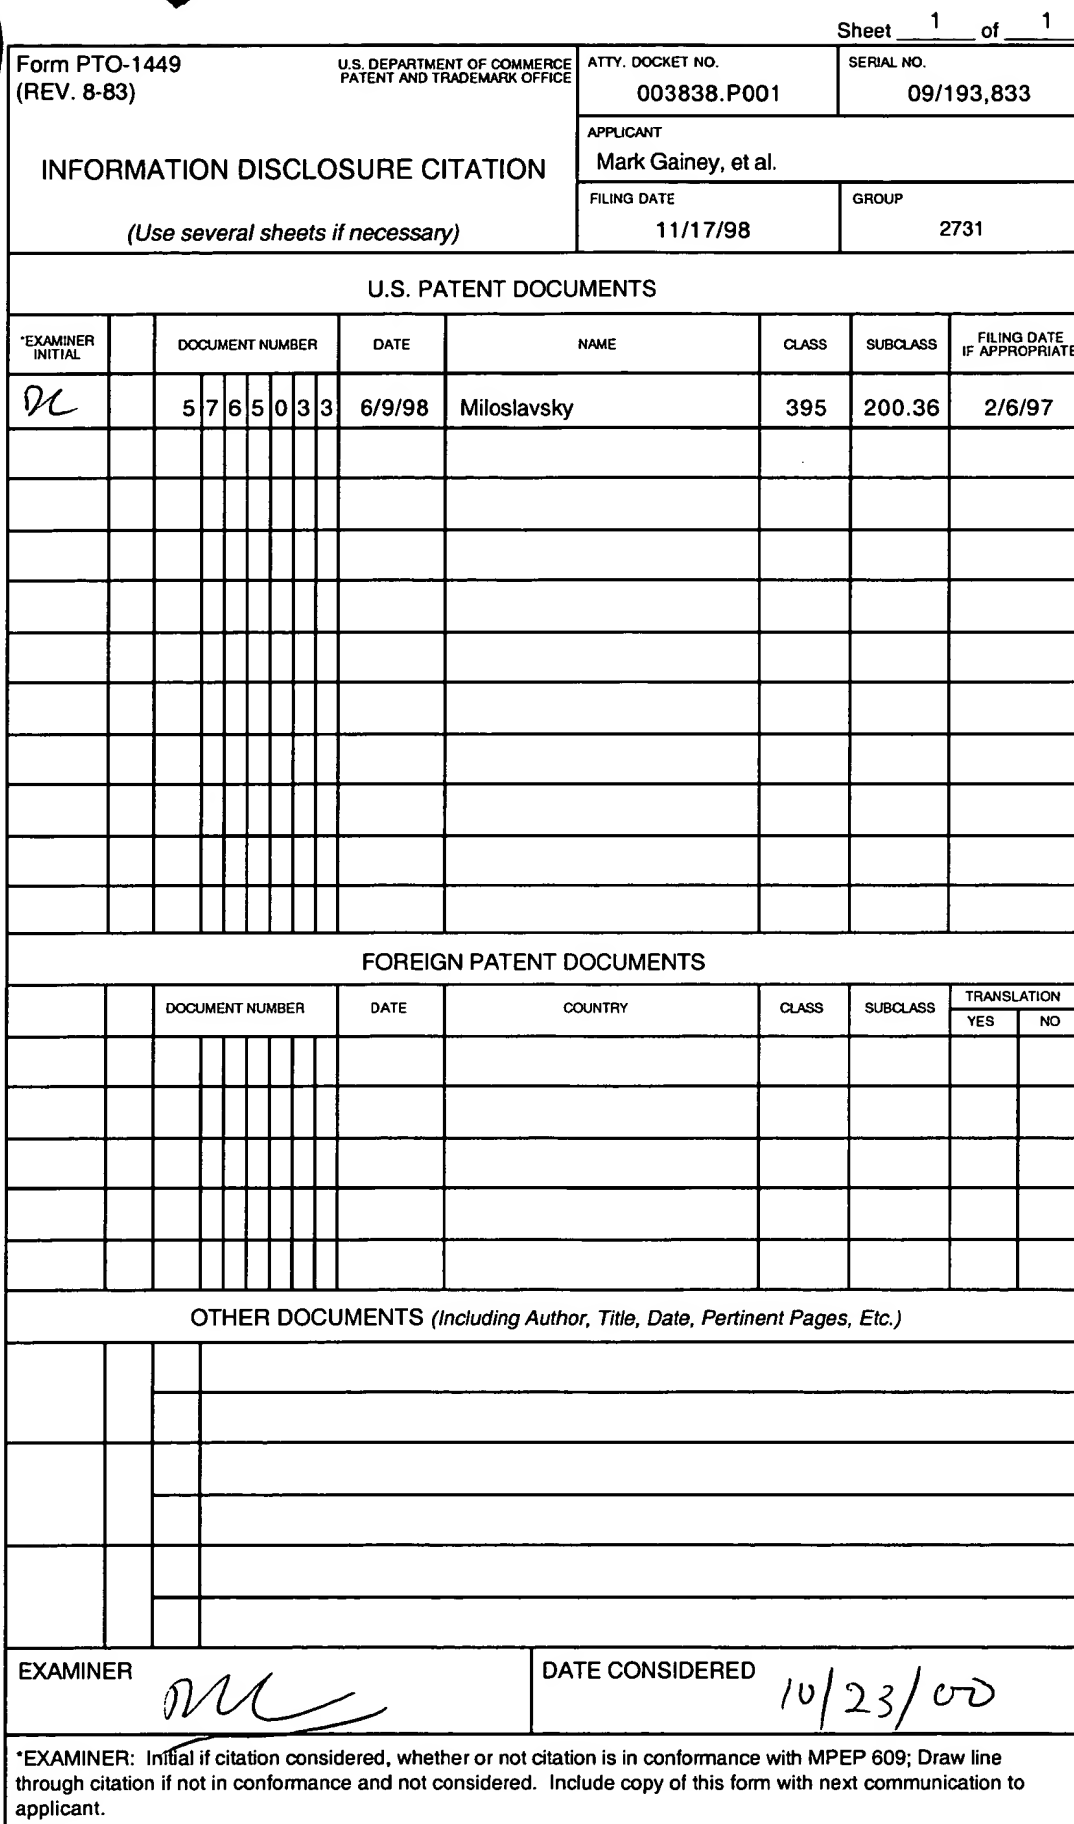 Sheet 1 of 1
Form PTO-1449
(REV. 8-83)
U.S. DEPARTMENT OF COMMERCE
PATENT AND TRADEMARK OFFICE
ATTY. DOCKET NO.
003838.P001
SERIAL NO.
09/193,833
INFORMATION DISCLOSURE CITATION
(Use several sheets if necessary)
APPLICANT
Mark Gainey, et al.
FILING DATE
11/17/98
GROUP
2731
U.S. PATENT DOCUMENTS
*EXAMINER
INITIAL
DOCUMENT NUMBER
DATE
NAME
CLASS
SUBCLASS
FILING DATE
IF APPROPRIATE
5 7 6 5 0 3 3 6/9/98 Miloslavsky 395 200.36 2/6/97
FOREIGN PATENT DOCUMENTS
DOCUMENT NUMBER
DATE
COUNTRY
CLASS
SUBCLASS
TRANSLATION
YES NO
OTHER DOCUMENTS (Including Author, Title, Date, Pertinent Pages, Etc.)
EXAMINER
DATE CONSIDERED 10/23/00
*EXAMINER: Initial if citation considered, whether or not citation is in conformance with MPEP 609; Draw line
through citation if not in conformance and not considered. Include copy of this form with next communication to
applicant.